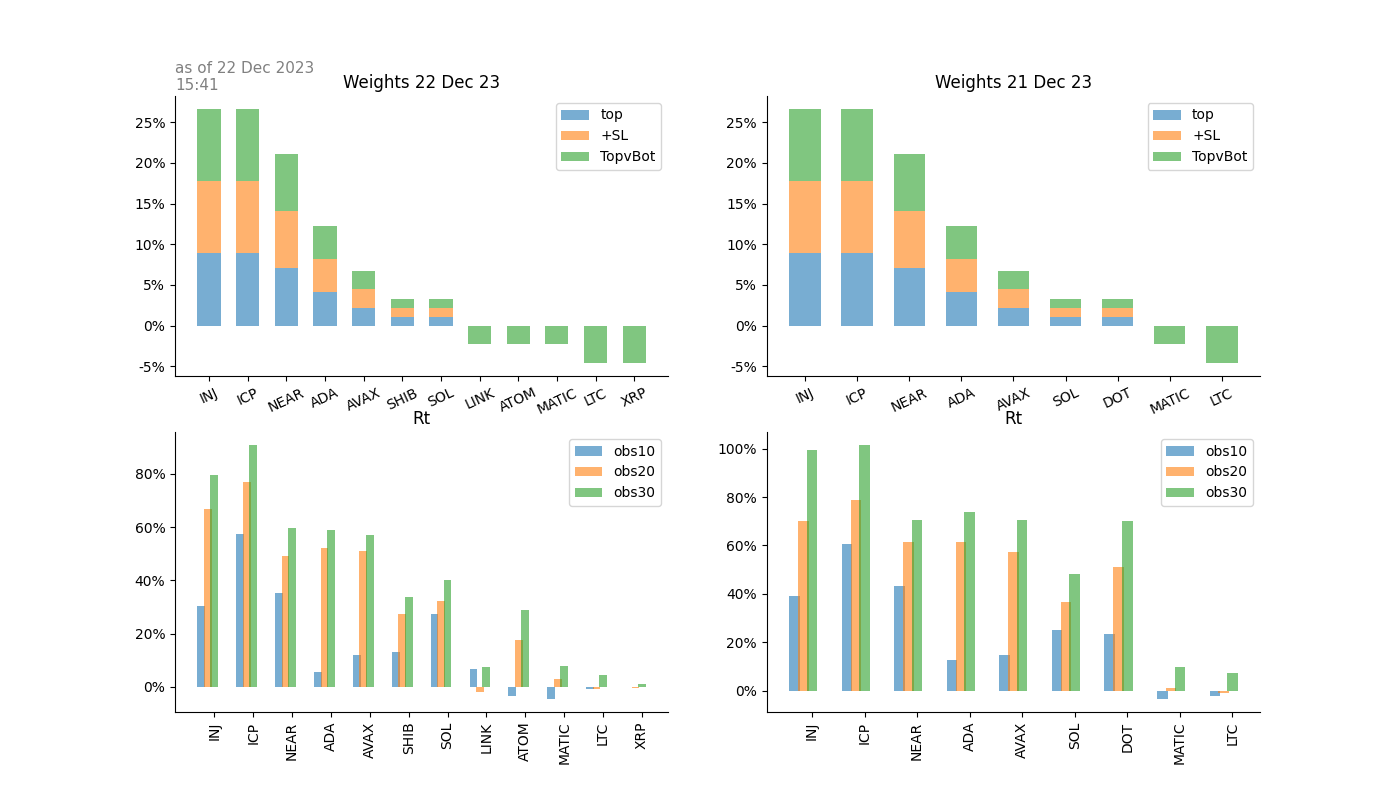 as of 22 Dec 2023
15:41
Weights 22 Dec 23
25%
20%
15%
10%
5%
0%
-5%
top
+SL
TopvBot
INJ ICP NEAR ADA AVAX SHIB SOL LINK ATOM MATIC LTC XRP
Weights 21 Dec 23
25%
20%
15%
10%
5%
0%
-5%
top
+SL
TopvBot
INJ ICP NEAR ADA AVAX SOL DOT MATIC LTC
Rt
80%
60%
40%
20%
0%
obs10
obs20
obs30
INJ ICP NEAR ADA AVAX SHIB SOL LINK ATOM MATIC LTC XRP
Rt
100%
80%
60%
40%
20%
0%
obs10
obs20
obs30
INJ ICP NEAR ADA AVAX SOL DOT MATIC LTC